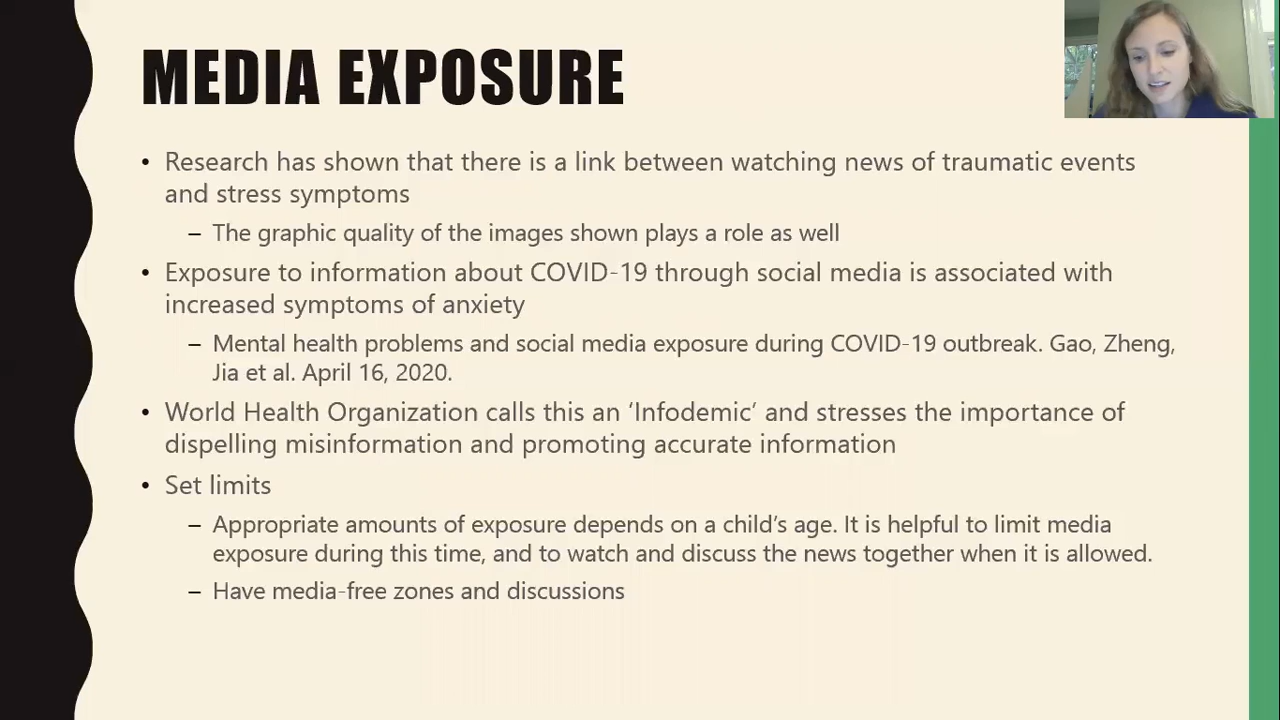 MEDIA EXPOSURE
• Research has shown that there is a link between watching news of traumatic events
and stress symptoms
– The graphic quality of the images shown plays a role as well
• Exposure to information about COVID-19 through social media is associated with
increased symptoms of anxiety
– Mental health problems and social media exposure during COVID-19 outbreak. Gao, Zheng,
Jia et al. April 16, 2020.
• World Health Organization calls this an ‘Infodemic’ and stresses the importance of
dispelling misinformation and promoting accurate information
• Set limits
– Appropriate amounts of exposure depends on a child’s age. It is helpful to limit media
exposure during this time, and to watch and discuss the news together when it is allowed.
– Have media-free zones and discussions